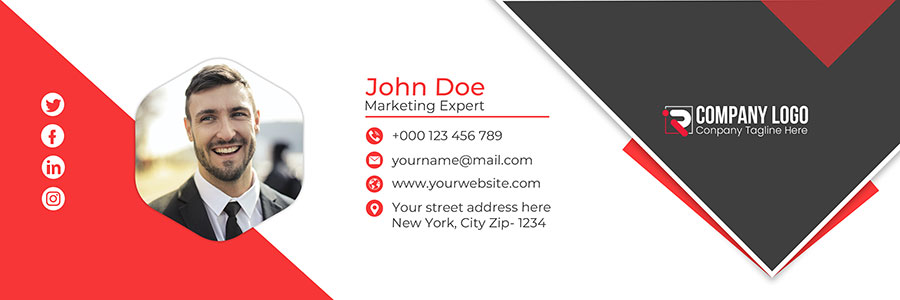 John Doe
Marketing Expert
+000 123 456 789
yourname@mail.com
www.yourwebsite.com
Your street address here
New York, City Zip- 1234
COMPANY LOGO
Conpany Tagline Here